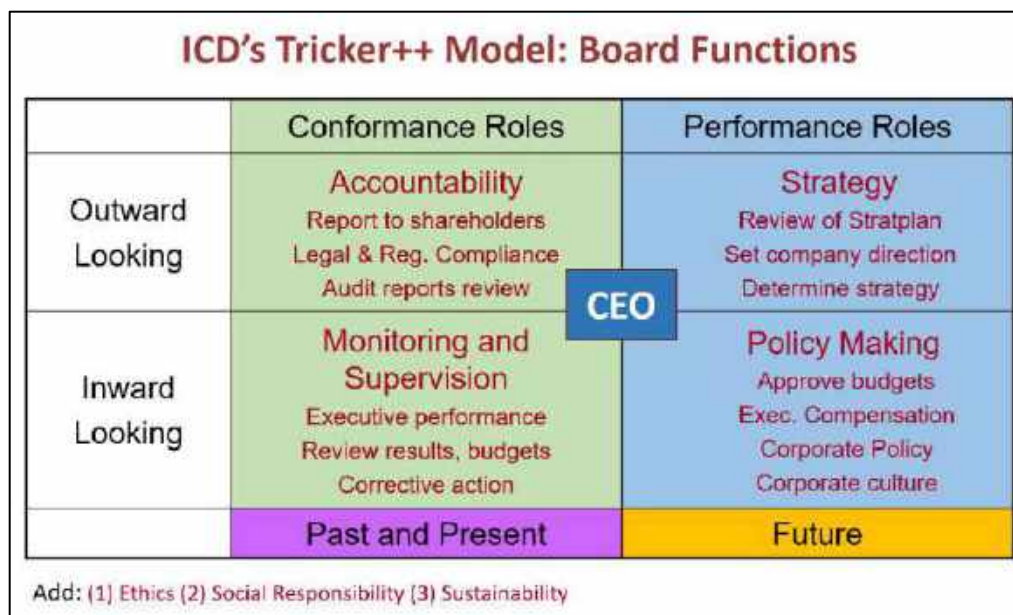 ICD's Tricker++ Model: Board Functions
Conformance Roles
Performance Roles
Outward
Looking
Accountability
Report to shareholders
Legal & Reg. Compliance
Audit reports review
Strategy
Review of Stratplan
Set company direction
Determine strategy
CEO
Inward
Looking
Monitoring and
Supervision
Executive performance
Review results, budgets
Corrective action
Policy Making
Approve budgets
Exec. Compensation
Corporate Policy
Corporate culture
Past and Present
Future
Add: (1) Ethics (2) Social Responsibility (3) Sustainability